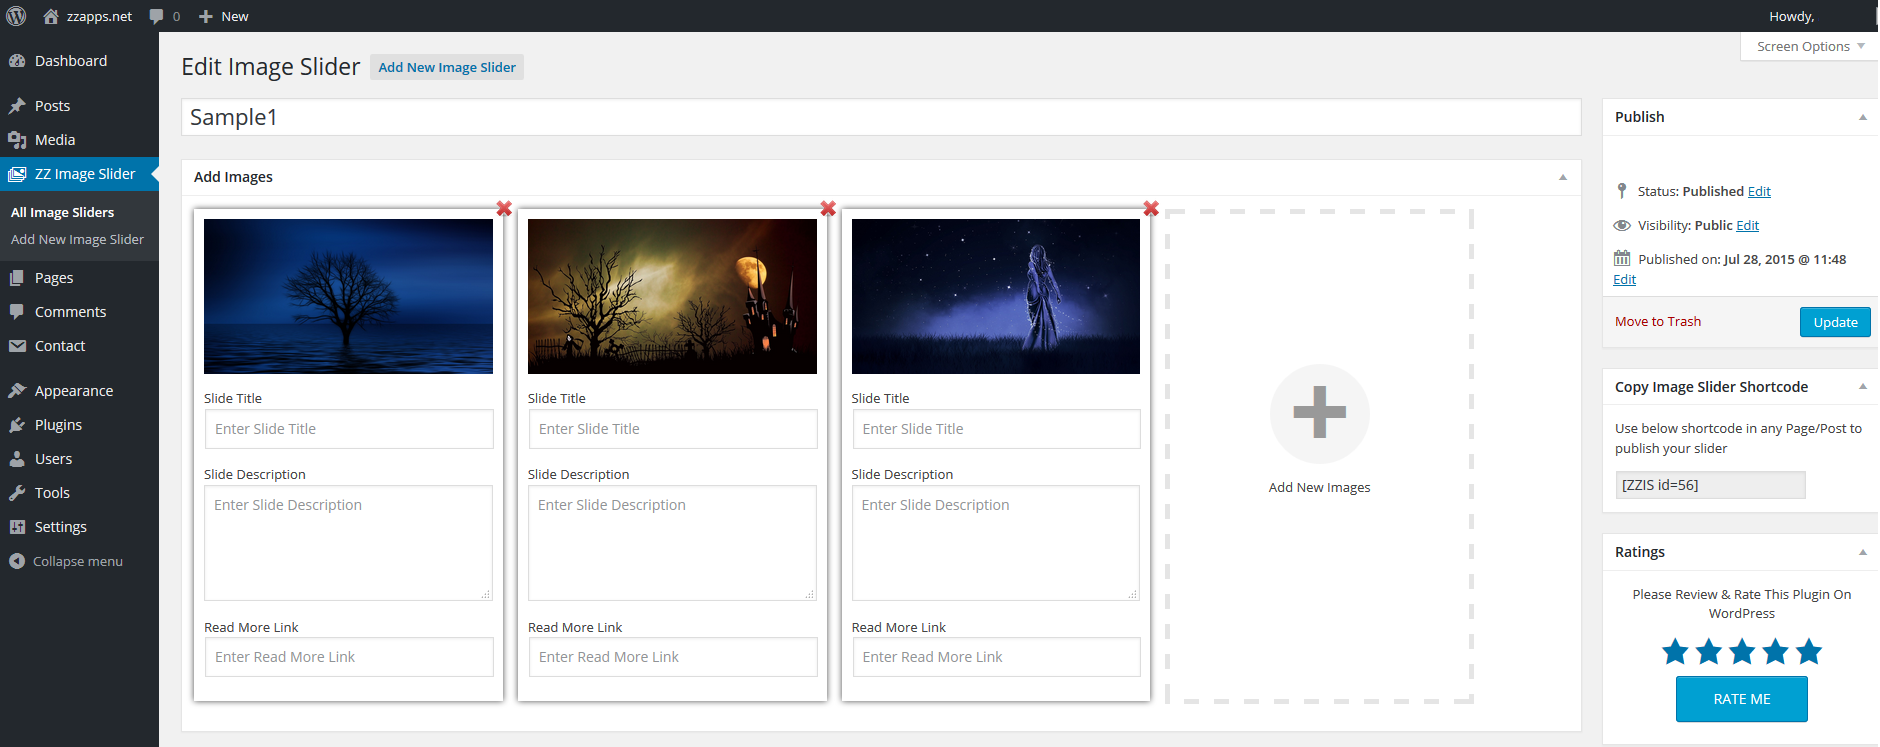 zzapps.net 0 New Howdy,
Screen Options
Dashboard
Posts
Media
ZZ Image Slider
All Image Sliders
Add New Image Slider
Pages
Comments
Contact
Appearance
Plugins
Users
Tools
Settings
Collapse menu
Edit Image Slider Add New Image Slider
Sample1
Add Images
Slide Title
Enter Slide Title
Slide Description
Enter Slide Description
Read More Link
Enter Read More Link
Slide Title
Enter Slide Title
Slide Description
Enter Slide Description
Read More Link
Enter Read More Link
Slide Title
Enter Slide Title
Slide Description
Enter Slide Description
Read More Link
Enter Read More Link
Add New Images
Publish
Status: Published Edit
Visibility: Public Edit
Published on: Jul 28, 2015 @ 11:48
Edit
Move to Trash Update
Copy Image Slider Shortcode
Use below shortcode in any Page/Post to
publish your slider
[ZZIS id=56]
Ratings
Please Review & Rate This Plugin On
WordPress
RATE ME